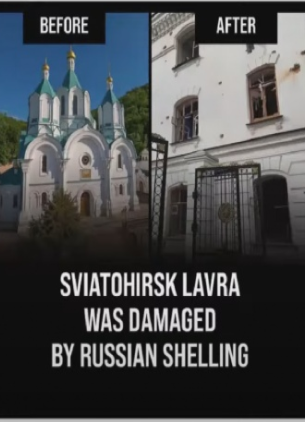 BEFORE
AFTER
SVIATOHIRSK LAVRA
WAS DAMAGED
BY RUSSIAN SHELLING